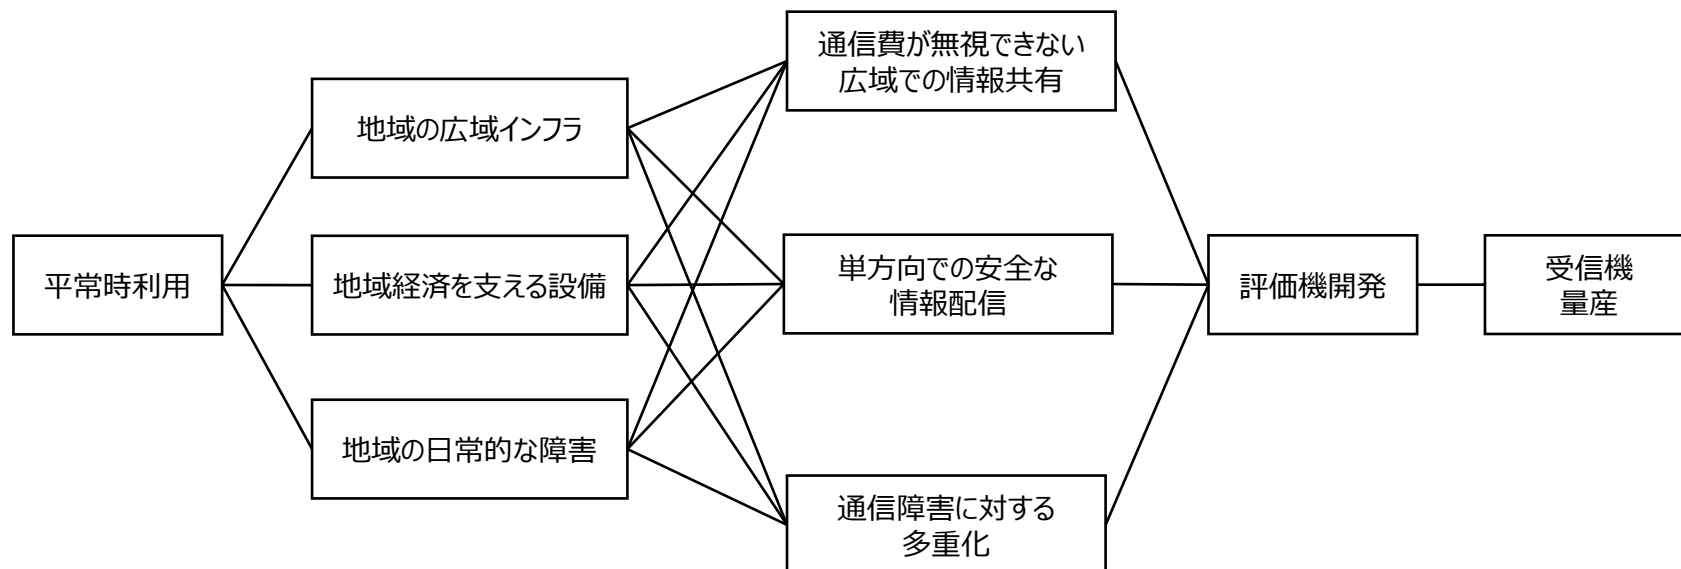 平常時利用
地域の広域インフラ
地域経済を支える設備
地域の日常的な障害
通信費が無視できない
広域での情報共有
単方向での安全な
情報配信
通信障害に対する
多重化
評価機開発
受信機
量産